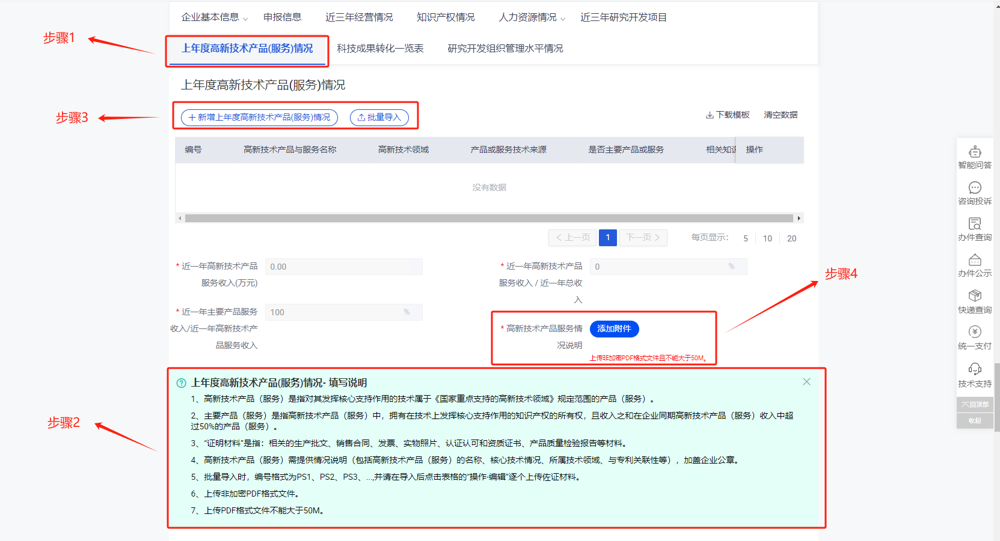 企业基本信息 申报信息 近三年经营情况 知识产权情况 人力资源情况 近三年研究开发项目
步骤1
上年度高新技术产品(服务)情况 科技成果转化一览表 研究开发组织管理水平情况
上年度高新技术产品(服务)情况
步骤3
+新增上年度高新技术产品(服务)情况 批量导入 下载模板 清空数据
编号 高新技术产品与服务名称 高新技术领域 产品或服务技术来源 是否主要产品或服务 相关知识 操作
没有数据
< 上一页 1 下一页 > 每页显示: 5 10 20
* 近一年高新技术产品 0.00
服务收入(万元)
* 近一年高新技术产品 0 %
服务收入 / 近一年总收
入
步骤4
* 近一年主要产品服务 100 %
收入/近一年高新技术产
品服务收入
* 高新技术产品服务情 添加附件
况说明
上传非加密PDF格式文件且不能大于50M。
步骤2
上年度高新技术产品(服务)情况- 填写说明
1、高新技术产品（服务）是指对其发挥核心支持作用的技术属于《国家重点支持的高新技术领域》规定范围的产品（服务）。
2、主要产品（服务）是指高新技术产品（服务）中，拥有在技术上发挥核心支持作用的知识产权的所有权，且收入之和在企业同期高新技术产品（服务）收入中超
过50%的产品（服务）。
3、“证明材料”是指：相关的生产批文、销售合同、发票、实物照片、认证认可和资质证书、产品质量检验报告等材料。
4、高新技术产品（服务）需提供情况说明（包括高新技术产品（服务）的名称、核心技术情况、所属技术领域、与专利关联性等），加盖企业公章。
5、批量导入时，编号格式为PS1、PS2、PS3、...,并请在导入后点击表格的“操作-编辑”逐个上传佐证材料。
6、上传非加密PDF格式文件。
7、上传PDF格式文件不能大于50M。
智能问答
咨询投诉
办件查询
办件公示
快递查询
统一支付
技术支持
回顶部
收起